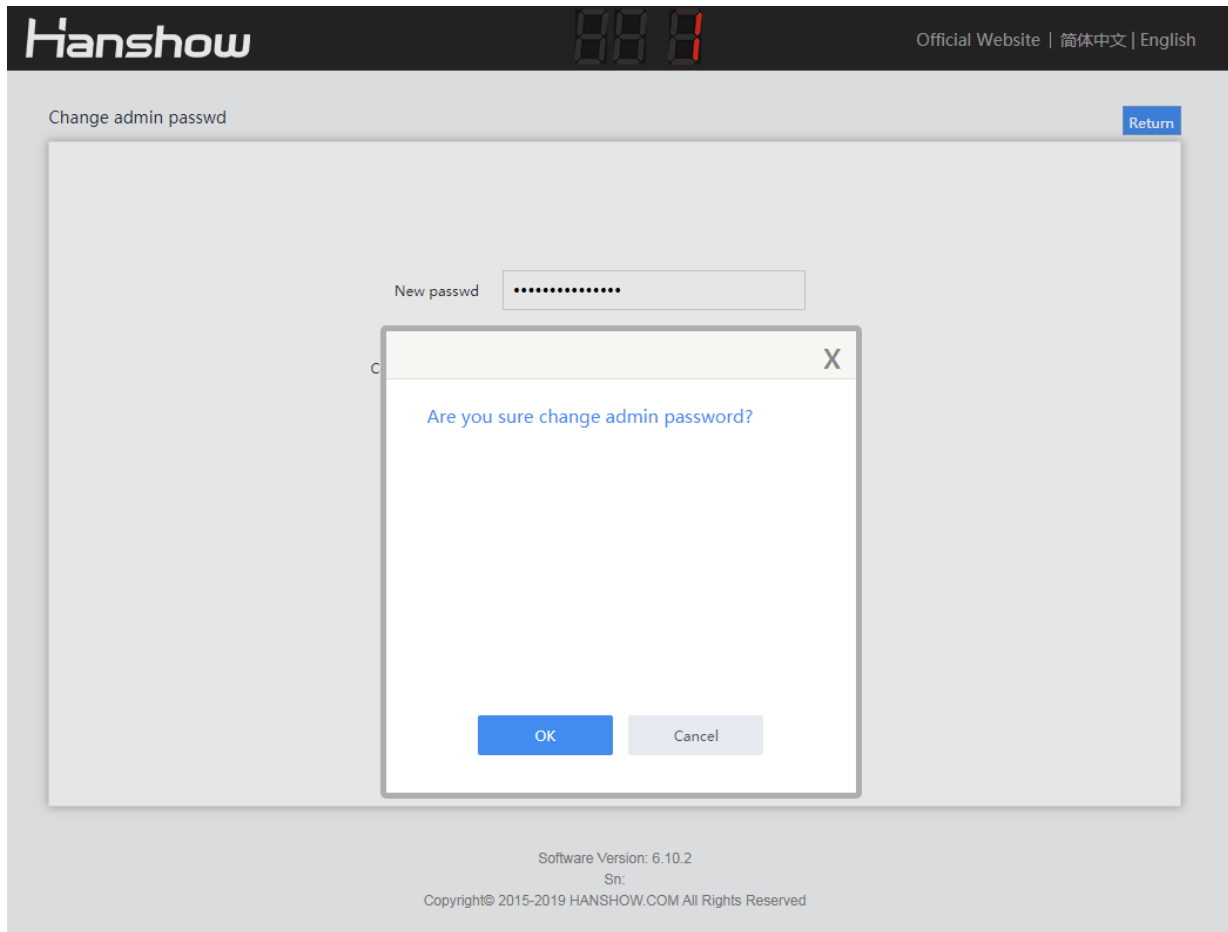 Hanshow
1
Official Website | 简体中文 | English
Change admin passwd
Return
New passwd •••••••••••••••
C
X
Are you sure change admin password?
OK
Cancel
Software Version: 6.10.2
Sn:
Copyright© 2015-2019 HANSHOW.COM All Rights Reserved